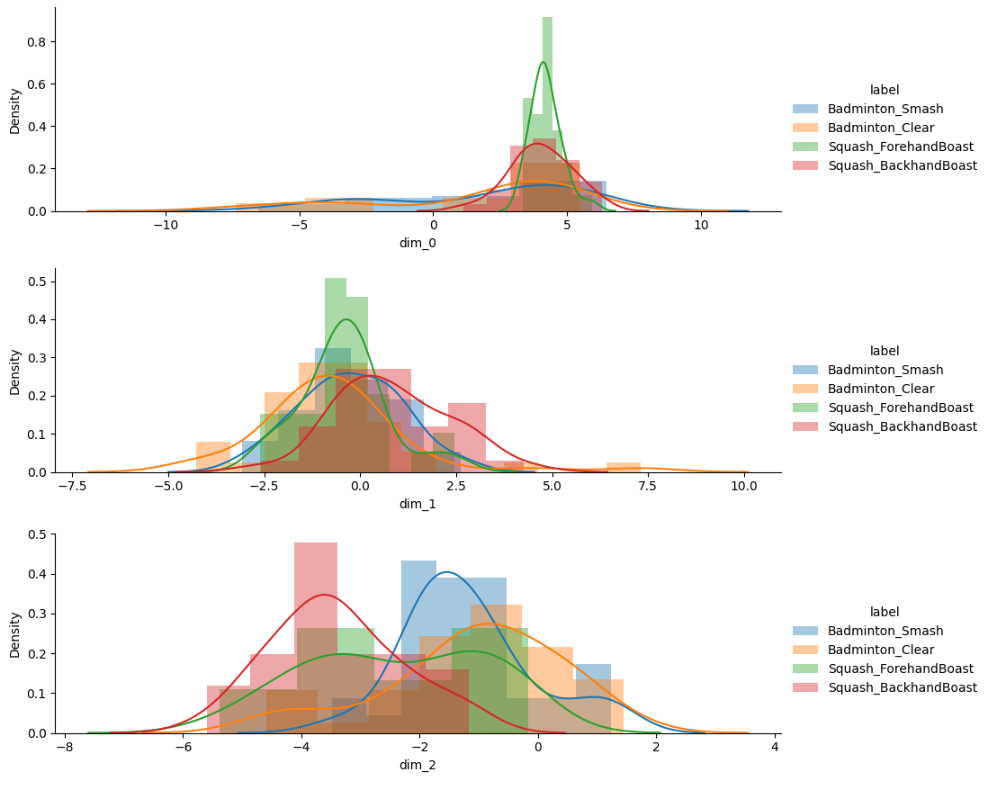 0.8
0.6
0.4
0.2
0.0
Density
−10
−5
0
5
10
dim_0
label
Badminton_Smash
Badminton_Clear
Squash_ForehandBoast
Squash_BackhandBoast
0.5
0.4
0.3
0.2
0.1
0.0
Density
−7.5
−5.0
−2.5
0.0
2.5
5.0
7.5
10.0
dim_1
label
Badminton_Smash
Badminton_Clear
Squash_ForehandBoast
Squash_BackhandBoast
0.5
0.4
0.3
0.2
0.1
0.0
Density
−8
−6
−4
−2
0
2
4
dim_2
label
Badminton_Smash
Badminton_Clear
Squash_ForehandBoast
Squash_BackhandBoast